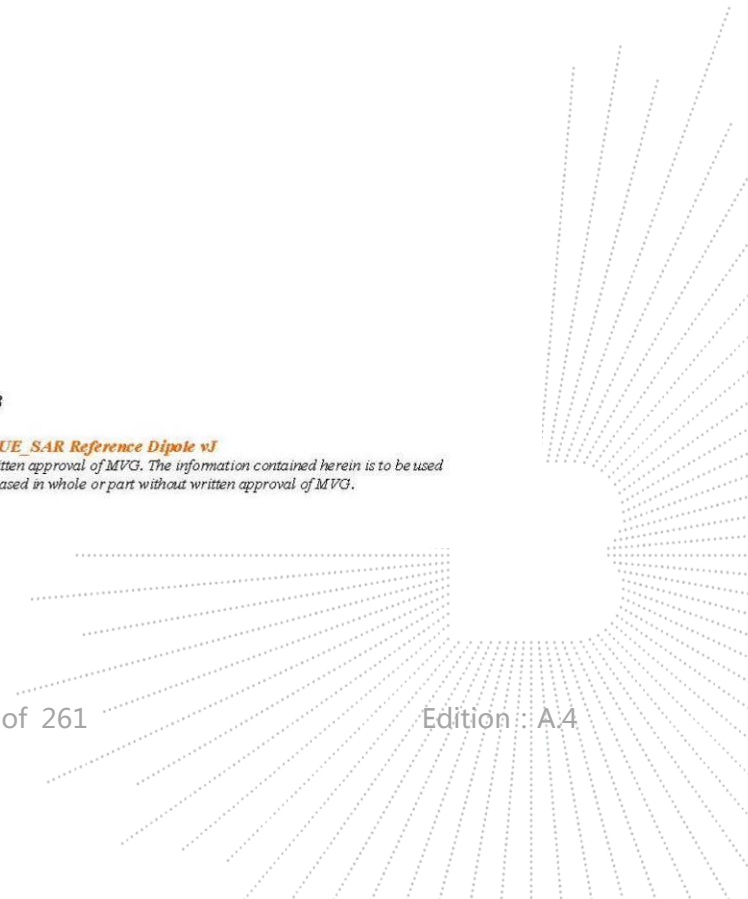 UE_SAR Reference Dipole vJ
tten approval of MVG. The information contained herein is to be used
ased in whole or part without written approval of MVG.
of 261
Edition : A.4